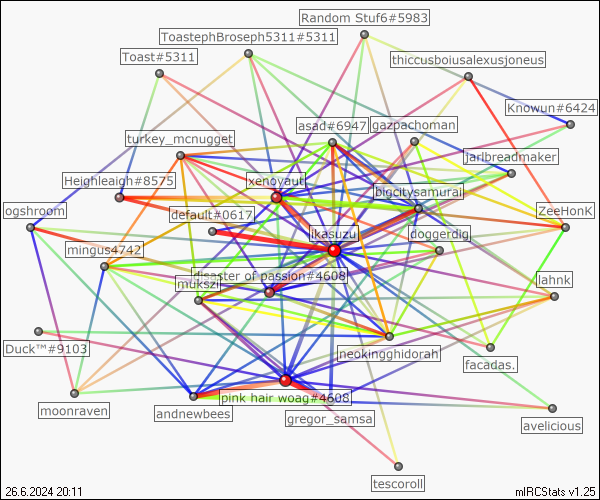 Random Stuf6#5983
ToastephBroseph5311#5311
Toast#5311
thiccusboiusalexusjoneus
Knowun#6424
asad#6947
gazpachoman
turkey_mcnugget
jarlbreadmaker
Heighleaigh#8575
xenoyaut
bigcitysamurai
ogshroom
default#0617
ZeeHonK
ikasuzu
doggerdig
mingus4742
disaster of passion#4608
mukszi
lahnk
Duck™#9103
neokingghidorah
facadas.
moonraven
pink hair woag#4608
andnewbees
gregor_samsa
avelicious
tescoroll
26.6.2024 20:11
mIRCStats v1.25